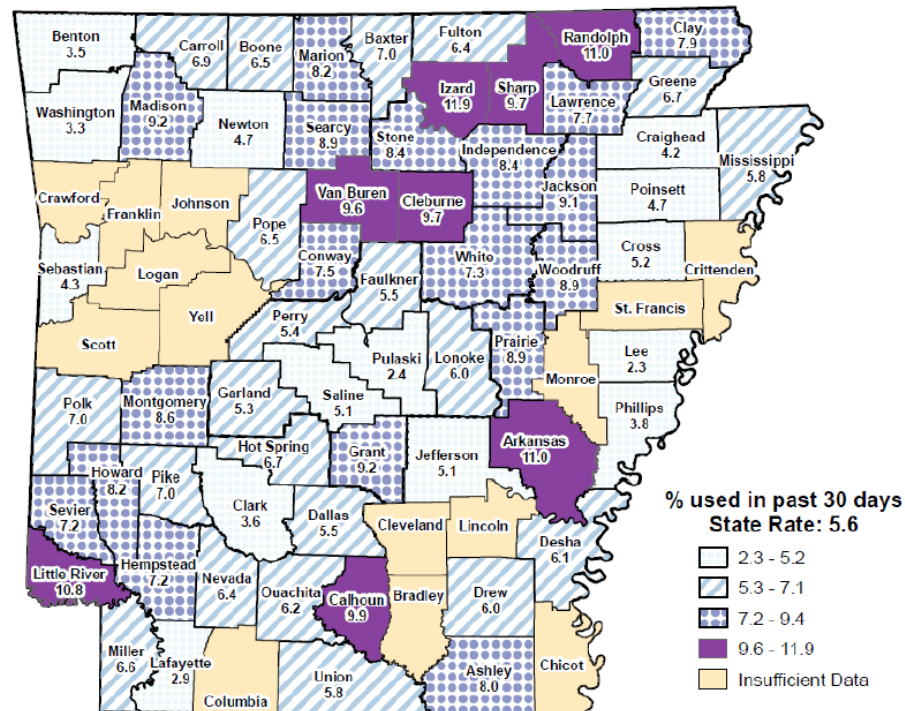 Benton
3.5
Carroll
6.9
Boone
6.5
Marion
8.2
Baxter
7.0
Fulton
6.4
Randolph
11.0
Clay
7.9
Izard
11.9
Sharp
9.7
Greene
6.7
Washington
3.3
Madison
9.2
Newton
4.7
Searcy
8.9
Stone
8.4
Lawrence
7.7
Independence
8.4
Craighead
4.2
Mississippi
5.8
Crawford
Franklin
Johnson
Pope
6.5
Van Buren
9.6
Cleburne
9.7
Jackson
9.1
Poinsett
4.7
Sebastian
4.3
Logan
Conway
7.5
Faulkner
5.5
White
7.3
Woodruff
8.9
Cross
5.2
Crittenden
Scott
Yell
Perry
5.4
Pulaski
2.4
Lonoke
6.0
Prairie
8.9
St. Francis
Monroe
Lee
2.3
Polk
7.0
Montgomery
8.6
Garland
5.3
Saline
5.1
Phillips
3.8
Hot Spring
6.7
Grant
9.2
Jefferson
5.1
Arkansas
11.0
Howard
8.2
Pike
7.0
Sevier
7.2
Clark
3.6
Dallas
5.5
Cleveland
Lincoln
Desha
6.1
Little River
10.8
Hempstead
7.2
Nevada
6.4
Ouachita
6.2
Calhoun
9.9
Bradley
Drew
6.0
Miller
6.6
Lafayette
2.9
Columbia
Union
5.8
Ashley
8.0
Chicot
% used in past 30 days
State Rate: 5.6
2.3 - 5.2
5.3 - 7.1
7.2 - 9.4
9.6 - 11.9
Insufficient Data